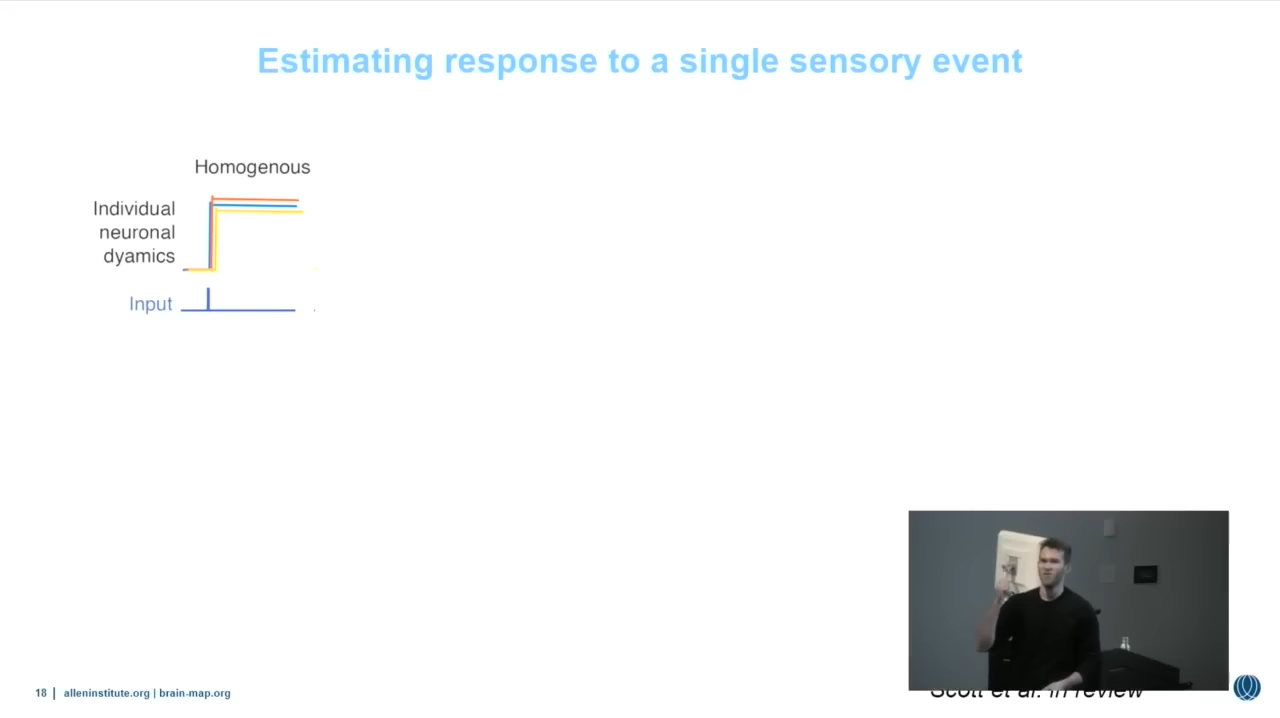 Estimating response to a single sensory event
Homogenous
Individual
neuronal
dyamics
Input
18 | alleninstitute.org | brain-map.org
Scott et al. in review